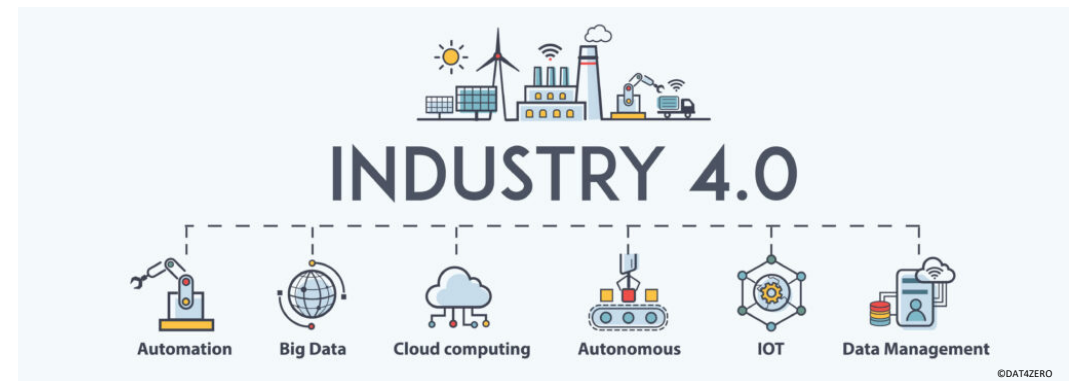 INDUSTRY 4.0
Automation
Big Data
Cloud computing
Autonomous
IOT
Data Management
©DAT4ZERO